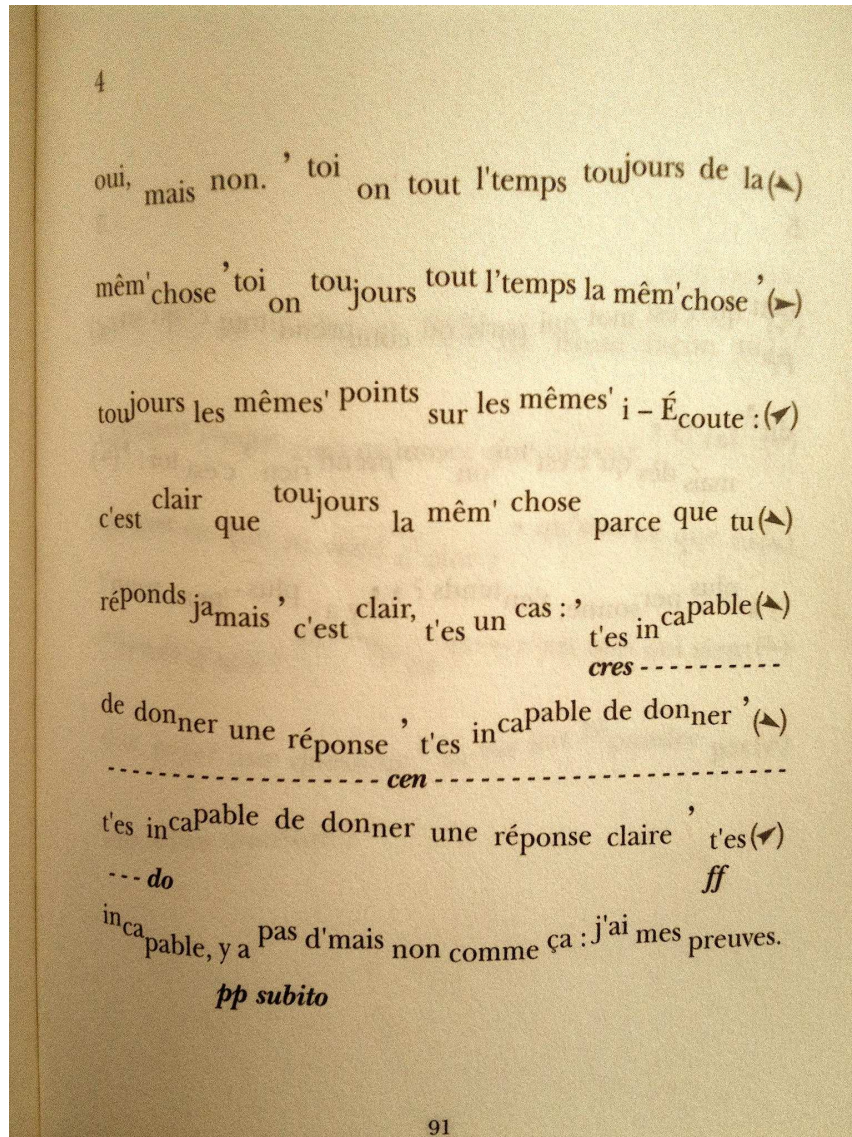 4
oui, mais non. ’ toi on tout l'temps toujours de la (➤)
mêm'chose ’ toi on toujours tout l'temps la mêm'chose ’ (➤)
toujours les mêmes' points sur les mêmes' i – Écoute : (➤)
c'est clair que toujours la mêm' chose parce que tu (➤)
réponds jamais ’ c'est clair, t'es un cas : ’ t'es incapable (➤)
cres - - - - - - - - - -
de donner une réponse ’ t'es incapable de donner ’ (➤)
- - - - - - - - - - - - - - - - - - - cen - - - - - - - - - - - - - - - - - - - - - - - -
t'es incapable de donner une réponse claire ’ t'es (➤)
- - - do ff
incapable, y a pas d'mais non comme ça : j'ai mes preuves.
pp subito
91